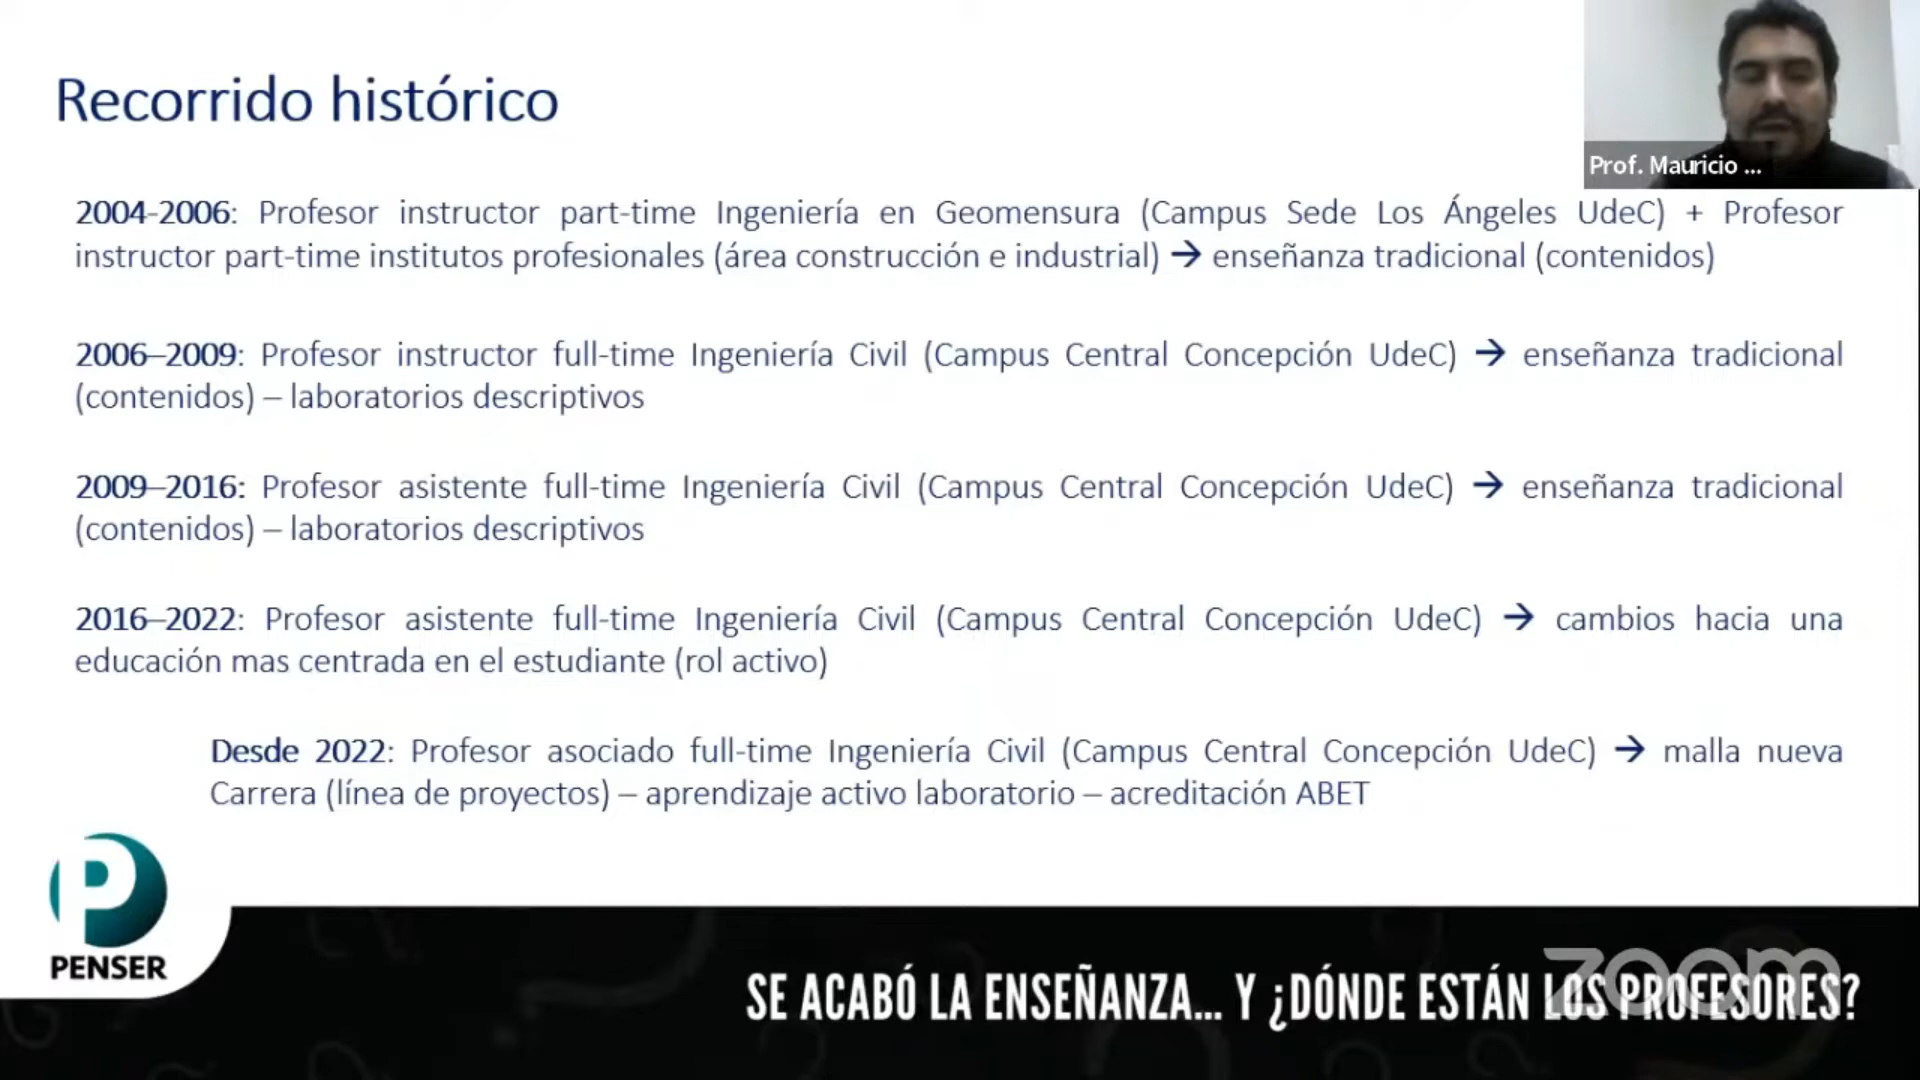 Recorrido histórico
Prof. Mauricio ...
2004-2006: Profesor instructor part-time Ingeniería en Geomensura (Campus Sede Los Ángeles UdeC) + Profesor
instructor part-time institutos profesionales (área construcción e industrial) → enseñanza tradicional (contenidos)
2006–2009: Profesor instructor full-time Ingeniería Civil (Campus Central Concepción UdeC) → enseñanza tradicional
(contenidos) – laboratorios descriptivos
2009–2016: Profesor asistente full-time Ingeniería Civil (Campus Central Concepción UdeC) → enseñanza tradicional
(contenidos) – laboratorios descriptivos
2016–2022: Profesor asistente full-time Ingeniería Civil (Campus Central Concepción UdeC) → cambios hacia una
educación mas centrada en el estudiante (rol activo)
Desde 2022: Profesor asociado full-time Ingeniería Civil (Campus Central Concepción UdeC) → malla nueva
Carrera (línea de proyectos) – aprendizaje activo laboratorio – acreditación ABET
P
PENSER
SE ACABÓ LA ENSEÑANZA... Y ¿DÓNDE ESTÁN LOS PROFESORES?
zoom